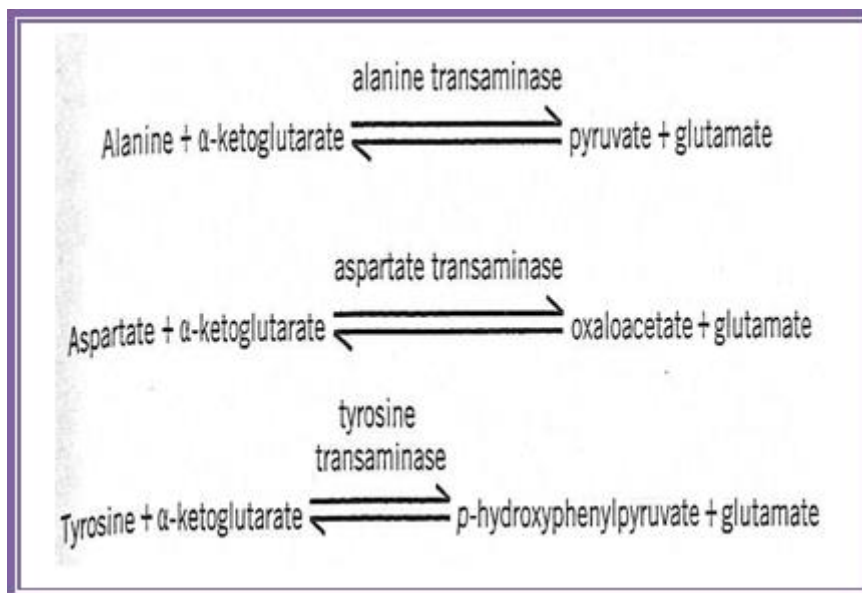 alanine transaminase
Alanine + α-ketoglutarate ⇌ pyruvate + glutamate
aspartate transaminase
Aspartate + α-ketoglutarate ⇌ oxaloacetate + glutamate
tyrosine
transaminase
Tyrosine + α-ketoglutarate ⇌ p-hydroxyphenylpyruvate + glutamate